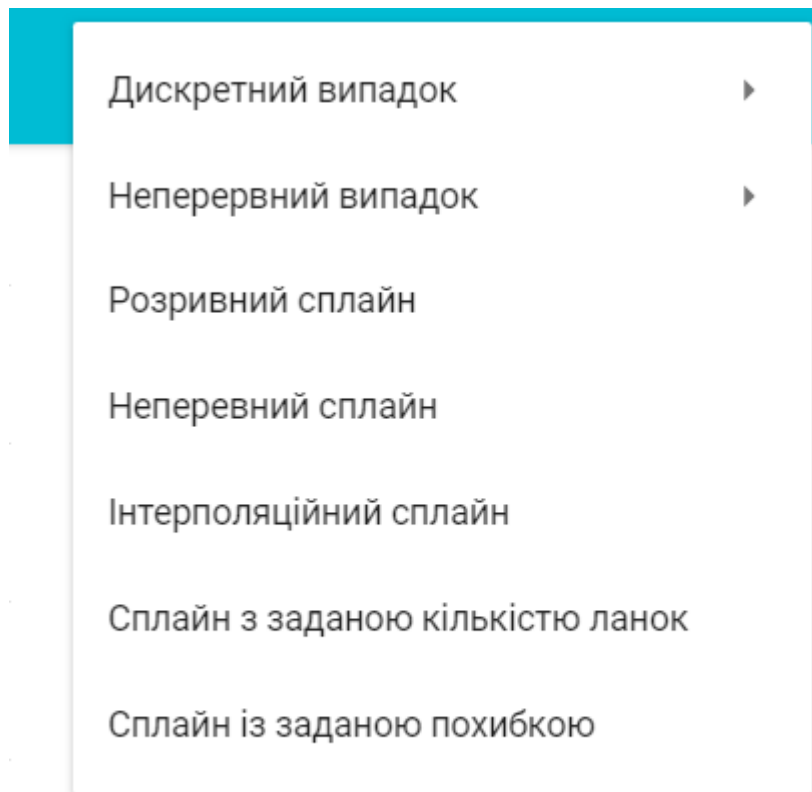 Дискретний випадок
Неперервний випадок
Розривний сплайн
Неперевний сплайн
Інтерполяційний сплайн
Сплайн з заданою кількістю ланок
Сплайн із заданою похибкою